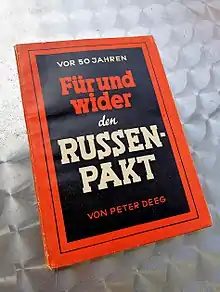 VOR 50 JAHREN
Für und
wider
den
RUSSEN-
PAKT
VON PETER DEEG